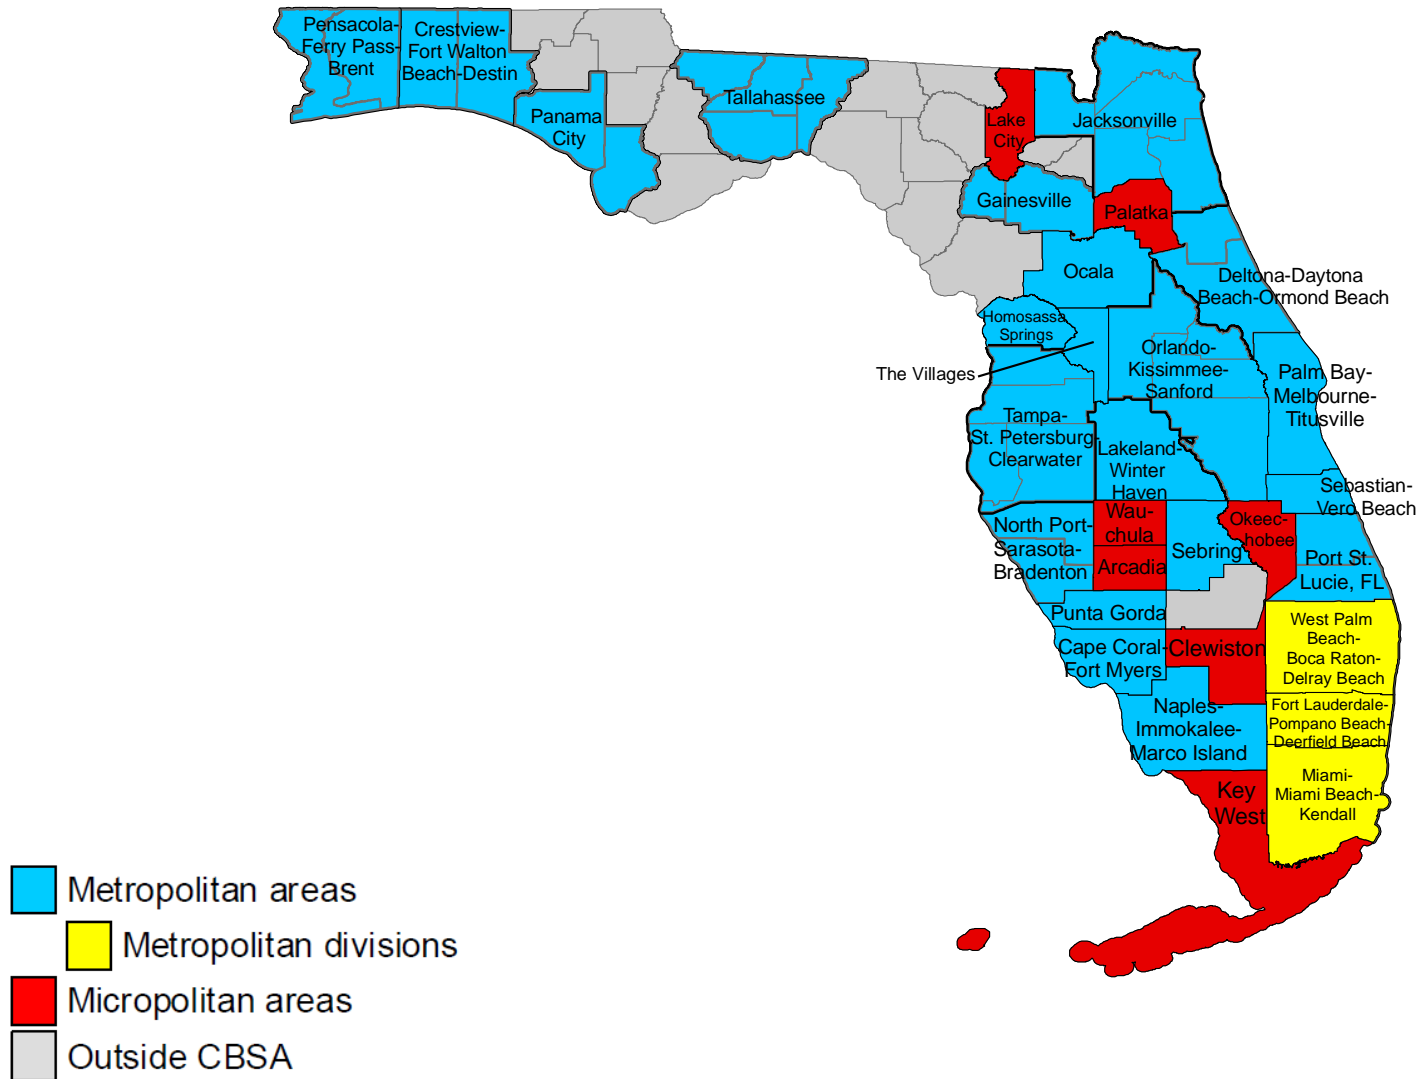 Pensacola-
Ferry Pass-
Brent
Crestview-
Fort Walton
Beach-Destin
Panama
City
Tallahassee
Lake
City
Jacksonville
Gainesville
Palatka
Ocala
Deltona-Daytona
Beach-Ormond Beach
Homosassa
Springs
The Villages
Orlando-
Kissimmee-
Sanford
Palm Bay-
Melbourne-
Titusville
Tampa-
St. Petersburg-
Clearwater
Lakeland-
Winter
Haven
Sebastian-
Vero Beach
North Port-
Sarasota-
Bradenton
Wau-
chula
Arcadia
Sebring
Okeec-
hobee
Port St.
Lucie, FL
Punta Gorda
Cape Coral-
Fort Myers
Clewiston
West Palm
Beach-
Boca Raton-
Delray Beach
Naples-
Immokalee-
Marco Island
Fort Lauderdale-
Pompano Beach-
Deerfield Beach
Key
West
Miami-
Miami Beach-
Kendall
Metropolitan areas
Metropolitan divisions
Micropolitan areas
Outside CBSA